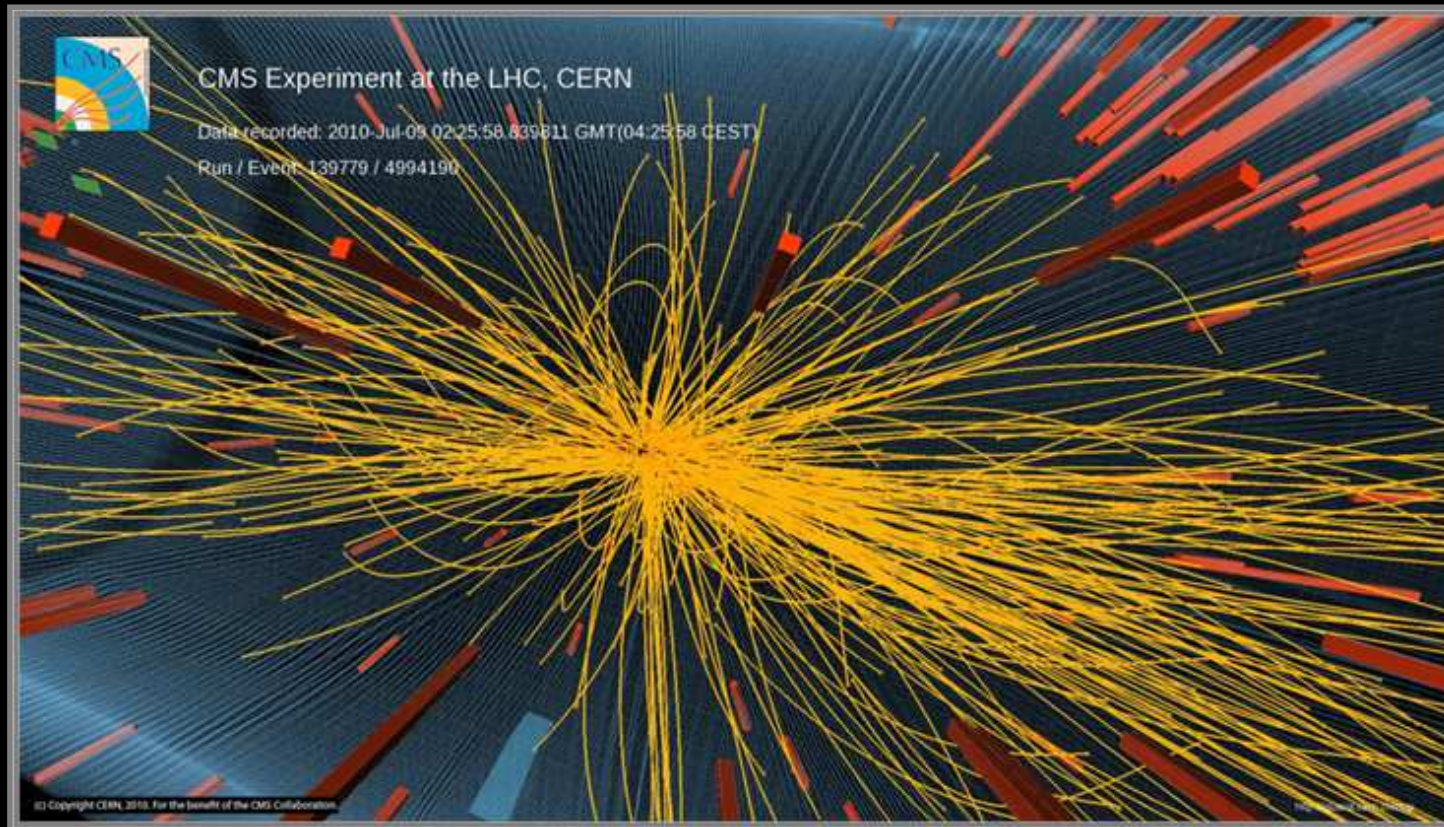 CMS
CMS Experiment at the LHC, CERN
Data recorded: 2010-Jul-09 02:25:58.839811 GMT(04:25:58 CEST)
Run / Event: 139779 / 4994190
(c) Copyright CERN, 2010. For the benefit of the CMS Collaboration.